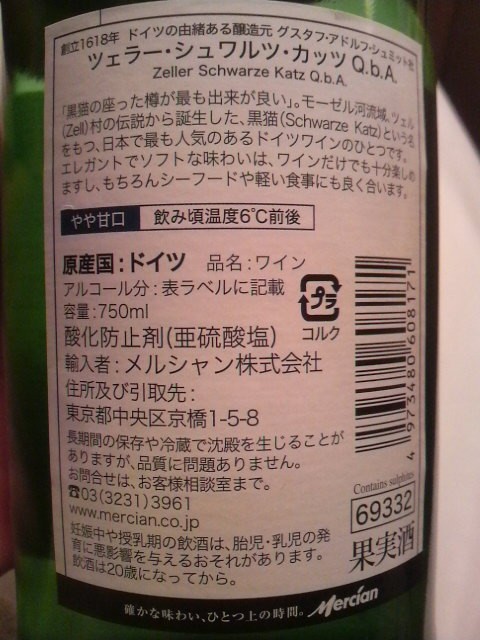 創立1618年 ドイツの由緒ある醸造元 グスタフ・アドルフ・シュミット社
ツェラー・シュワルツ・カッツ Q.b.A.
Zeller Schwarze Katz Q.b.A.
「黒猫の座った樽が最も出来が良い」。モーゼル河流域、ツェル
(Zell)村の伝説から誕生した、黒猫(Schwarze Katz)という名
をもつ、日本で最も人気のあるドイツワインのひとつです。
エレガントでソフトな味わいは、ワインだけでも十分楽しめ
ますし、もちろんシーフードや軽い食事にも良く合います。
やや甘口 飲み頃温度6℃前後
原産国:ドイツ 品名:ワイン
アルコール分:表ラベルに記載
容量:750ml
プラ
コルク
酸化防止剤(亜硫酸塩)
輸入者:メルシャン株式会社
住所及び引取先:
東京都中央区京橋1-5-8
長期間の保存や冷蔵で沈殿を生じることが
ありますが、品質に問題ありません。
お問合せは、お客様相談室まで。
☎03(3231)3961
www.mercian.co.jp
妊娠中や授乳期の飲酒は、胎児・乳児の発
育に悪影響を与えるおそれがあります。
飲酒は20歳になってから。
4 973480 608171
Contains sulphites
69332
果実酒
確かな味わい、ひとつ上の時間。 Mercian